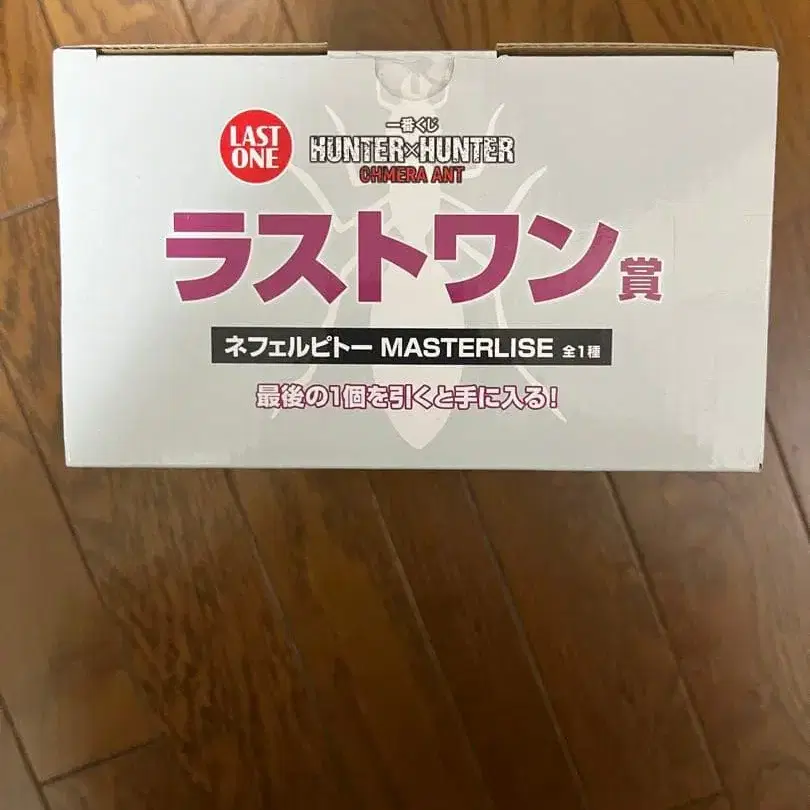 LAST
ONE
一番くじ
HUNTER×HUNTER
CHIMERA ANT
ラストワン賞
ネフェルピトー MASTERLISE 全1種
最後の1個を引くと手に入る!